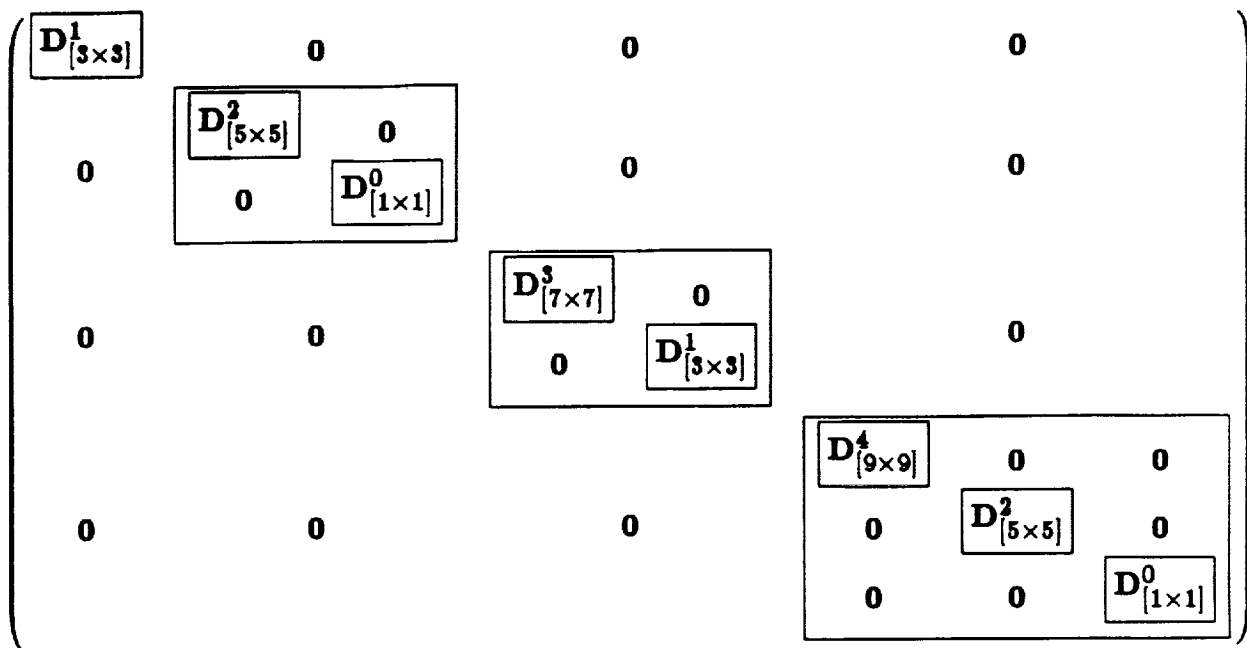 D^1_{[3×3]} 0 0 0
D^2_{[5×5]} 0
0 0 0
0 D^0_{[1×1]}
D^3_{[7×7]} 0
0 0 0
0 D^1_{[3×3]}
D^4_{[9×9]} 0 0
0 0 0 0 D^2_{[5×5]} 0
0 0 D^0_{[1×1]}